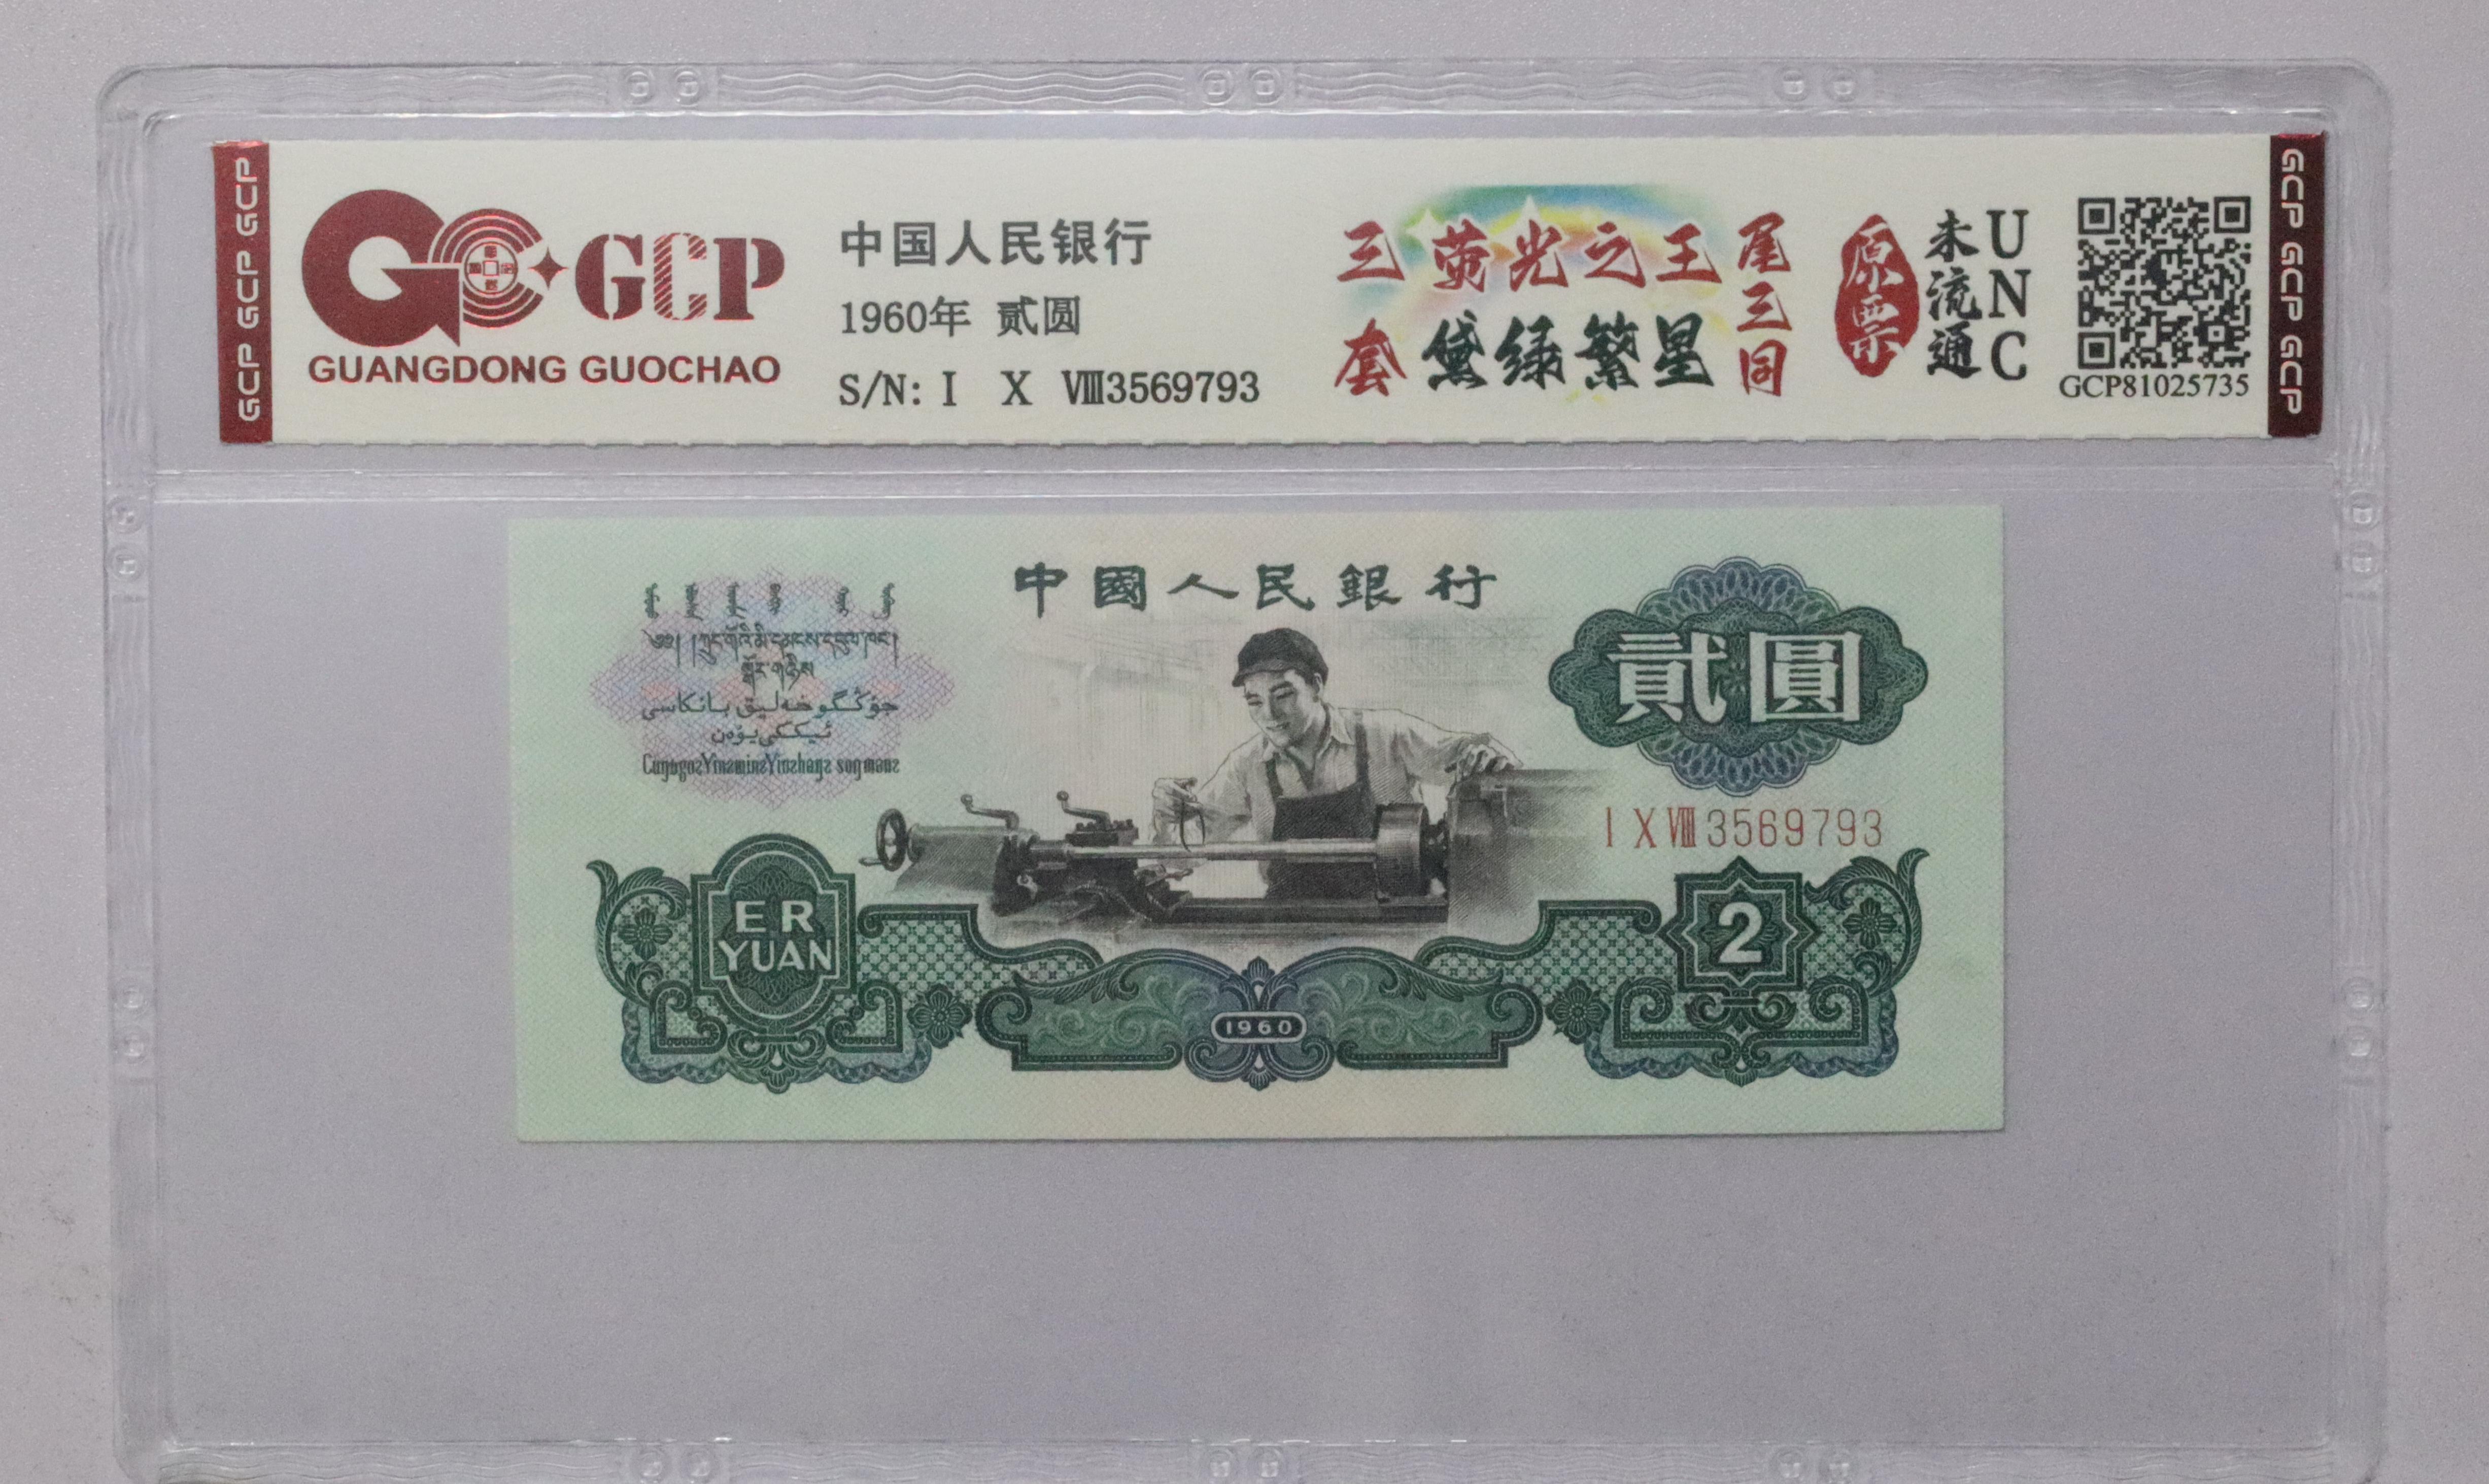 GCP GCP GCP
GCP
GUANGDONG GUOCHAO
中国人民银行
1960年 贰圆
S/N: I X Ⅷ3569793
三套
荧光之王
黛绿繁星
尾三同
原票
未流通
UNC
GCP81025735
GCP GCP GCP
中國人民銀行
貳圓
I X Ⅷ 3569793
ERYUAN
2
1960